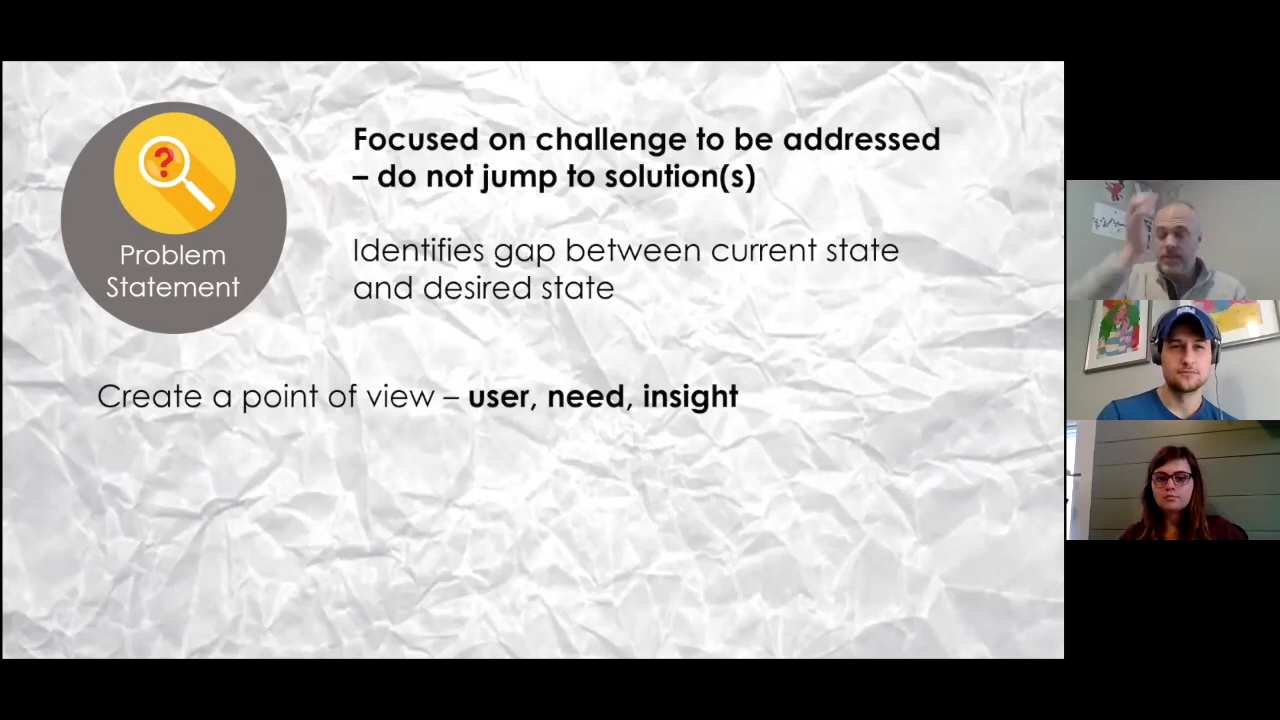 Problem
Statement
Focused on challenge to be addressed
– do not jump to solution(s)
Identifies gap between current state
and desired state
Create a point of view – user, need, insight